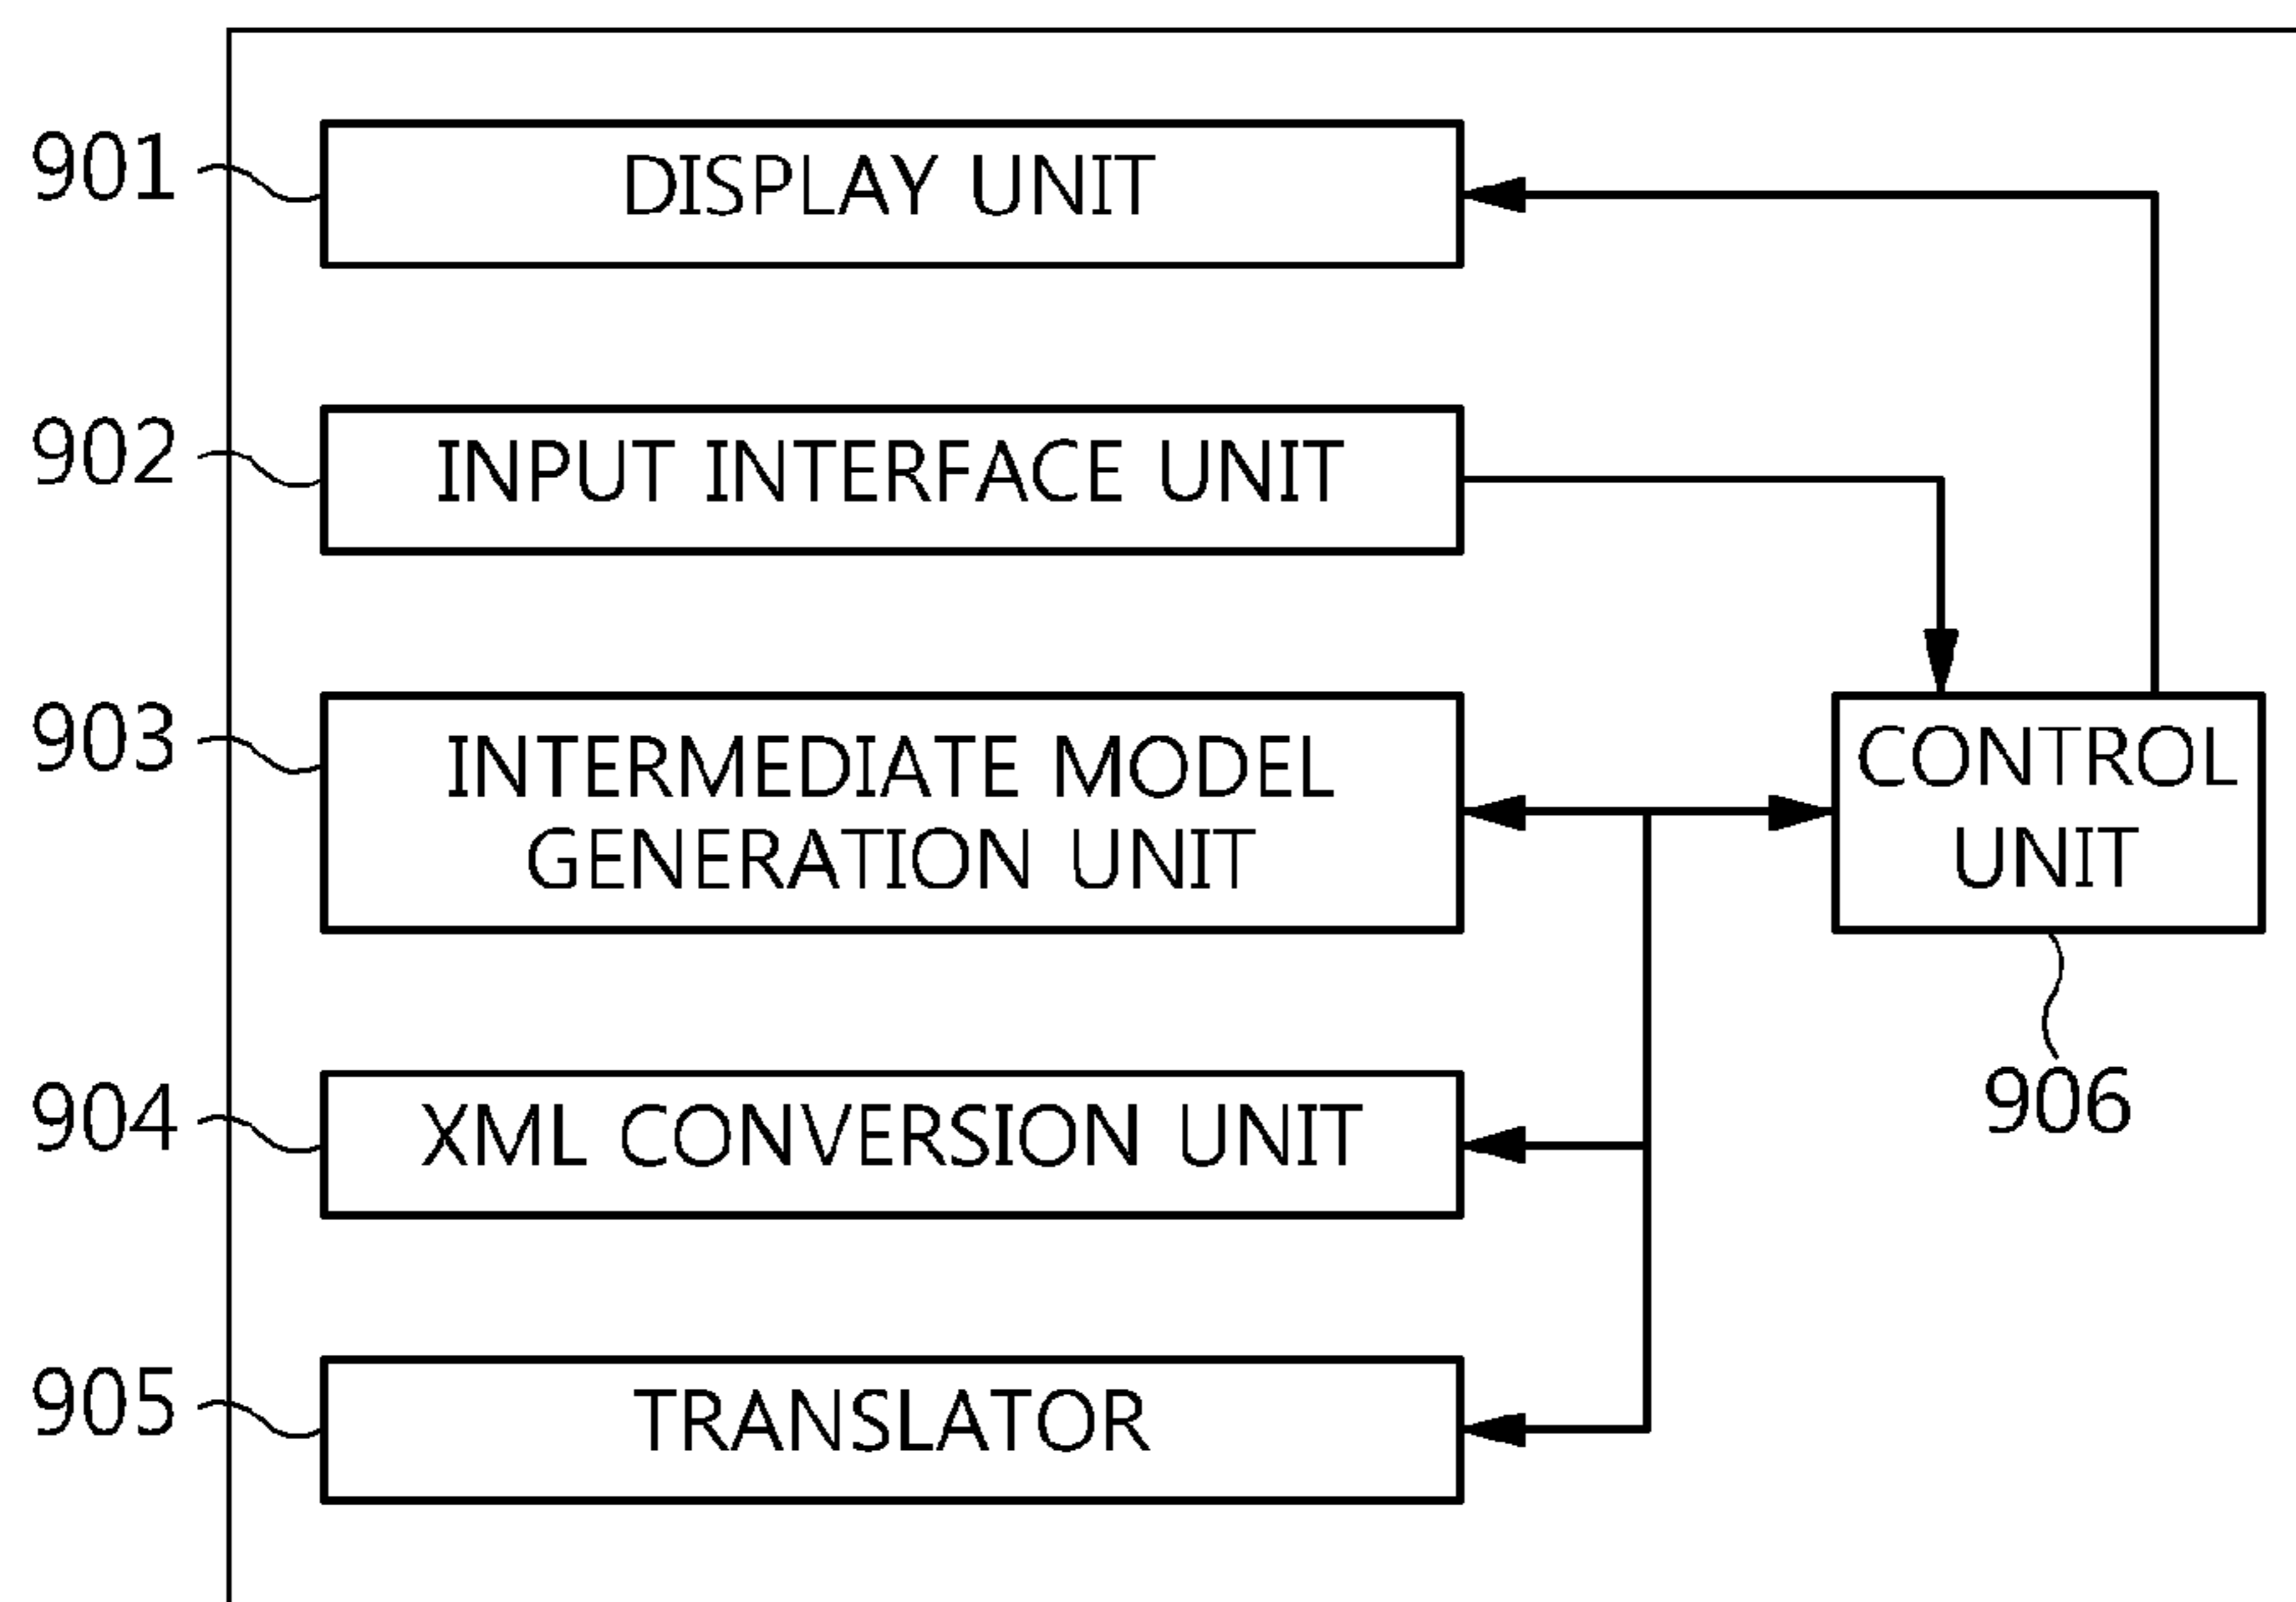 901
DISPLAY UNIT
902
INPUT INTERFACE UNIT
903
INTERMEDIATE MODEL
GENERATION UNIT
CONTROL
UNIT
906
904
XML CONVERSION UNIT
905
TRANSLATOR